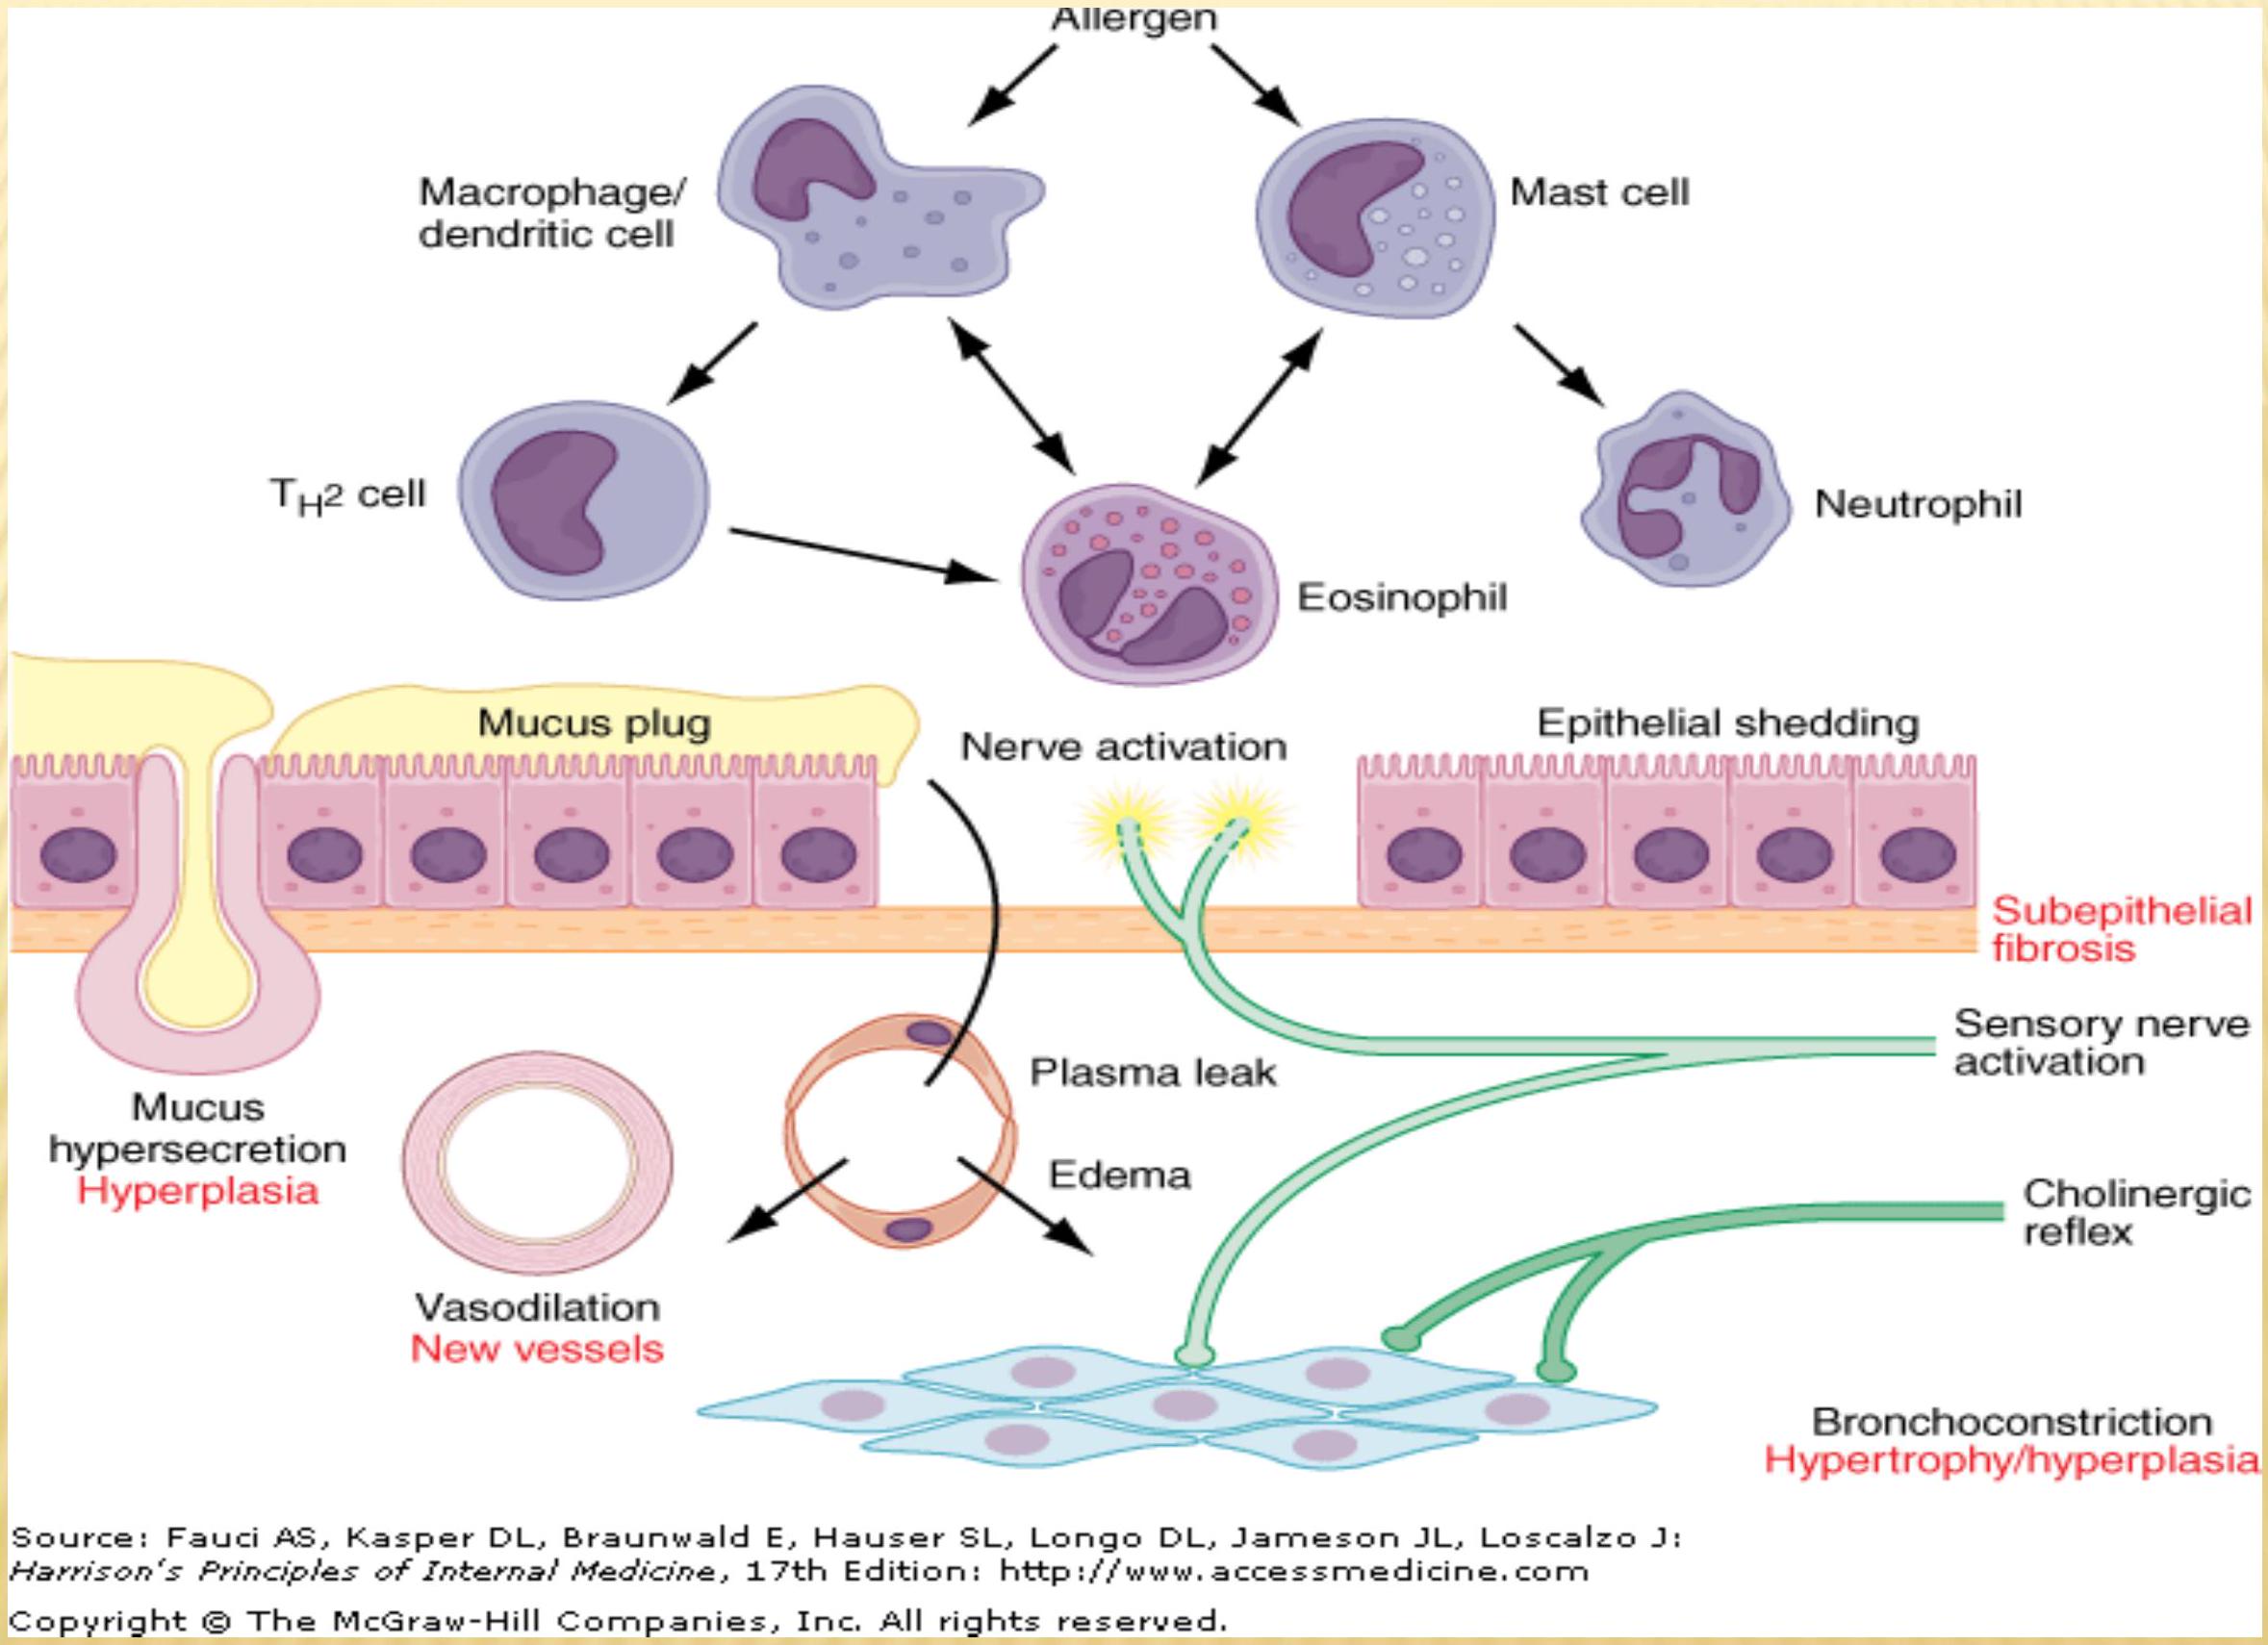 Allergen
Macrophage/
dendritic cell
Mast cell
TH2 cell
Neutrophil
Eosinophil
Mucus plug
Nerve activation
Epithelial shedding
Subepithelial
fibrosis
Sensory nerve
activation
Plasma leak
Mucus
hypersecretion
Hyperplasia
Edema
Cholinergic
reflex
Vasodilation
New vessels
Bronchoconstriction
Hypertrophy/hyperplasia
Source: Fauci AS, Kasper DL, Braunwald E, Hauser SL, Longo DL, Jameson JL, Loscalzo J:
Harrison's Principles of Internal Medicine, 17th Edition: http://www.accessmedicine.com
Copyright © The McGraw-Hill Companies, Inc. All rights reserved.